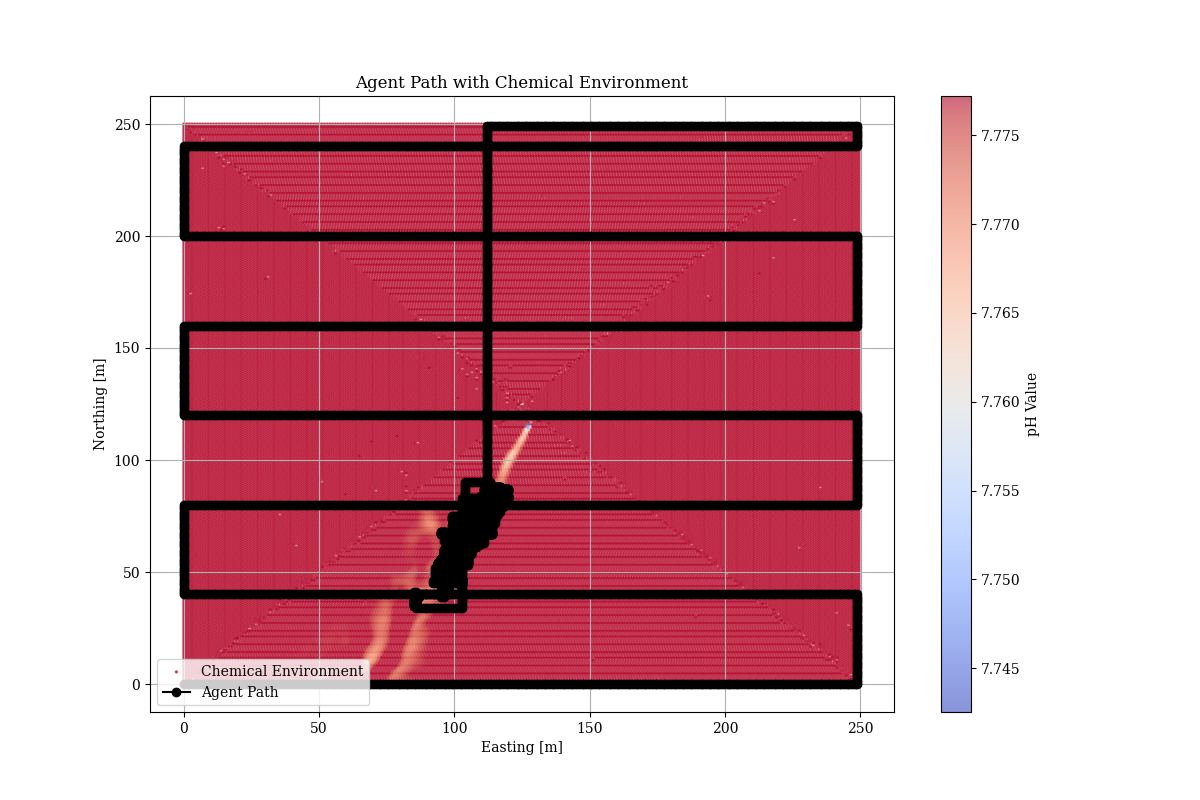 Agent Path with Chemical Environment
250
200
150
100
50
0
Northing [m]
0 50 100 150 200 250
Easting [m]
Chemical Environment
Agent Path
7.775
7.770
7.765
7.760
7.755
7.750
7.745
pH Value